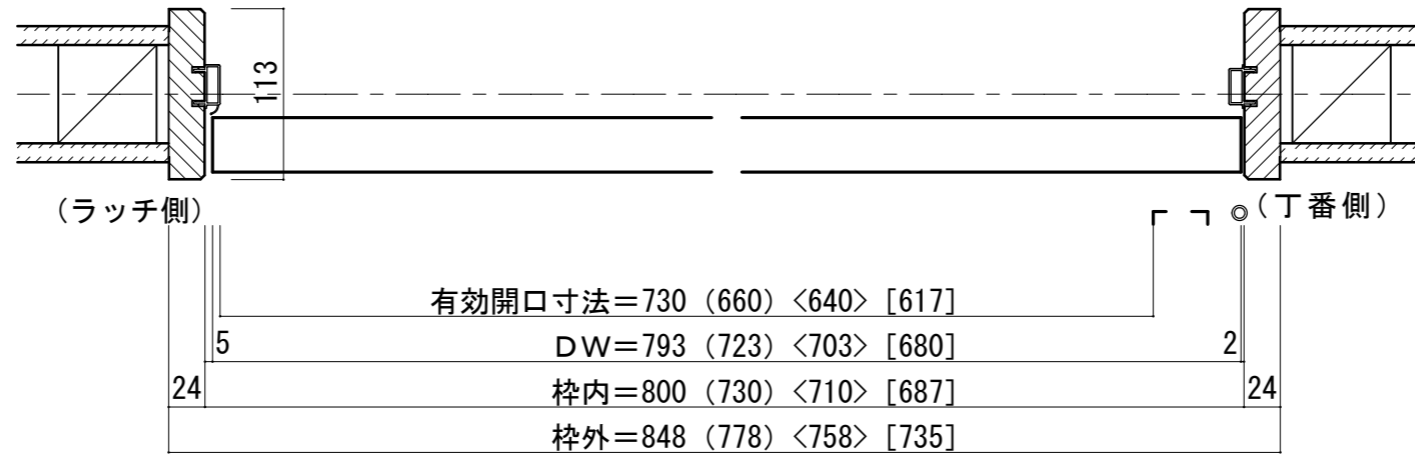 113
(ラッチ側)
(丁番側)
有効開口寸法=730 (660) <640> [617]
5
DW=793 (723) <703> [680]
2
24
枠内=800 (730) <710> [687]
24
枠外=848 (778) <758> [735]